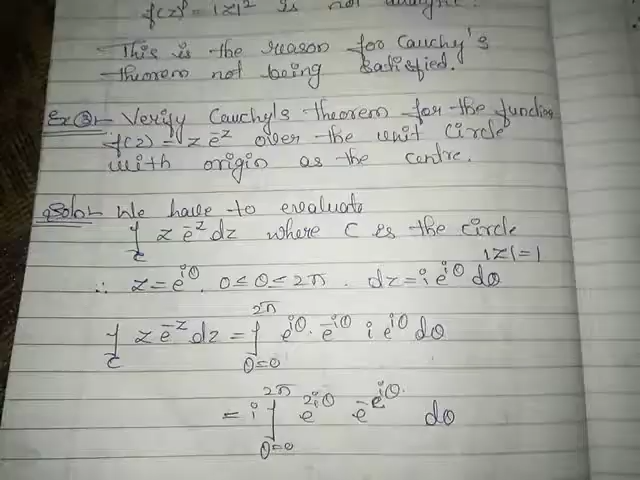 f(z) = |z|² is not analytic.
This is the reason for Cauchy's
theorem not being satisfied.
Ex ③:- Verify Cauchy's theorem for the function
f(z) = z e^{-z} over the unit circle
with origin as the centre.
Soln:- We have to evaluate
∫_C z e^{-z} dz where C is the circle
|z|=1
∴ z = e^{iθ}, 0 ≤ θ ≤ 2π. dz = i e^{iθ} dθ
∫_C z e^{-z} dz = ∫_{θ=0}^{2π} e^{iθ}. e^{-iθ} i e^{iθ} dθ
= i ∫_{θ=0}^{2π} e^{2iθ} e^{-e^{iθ}} dθ